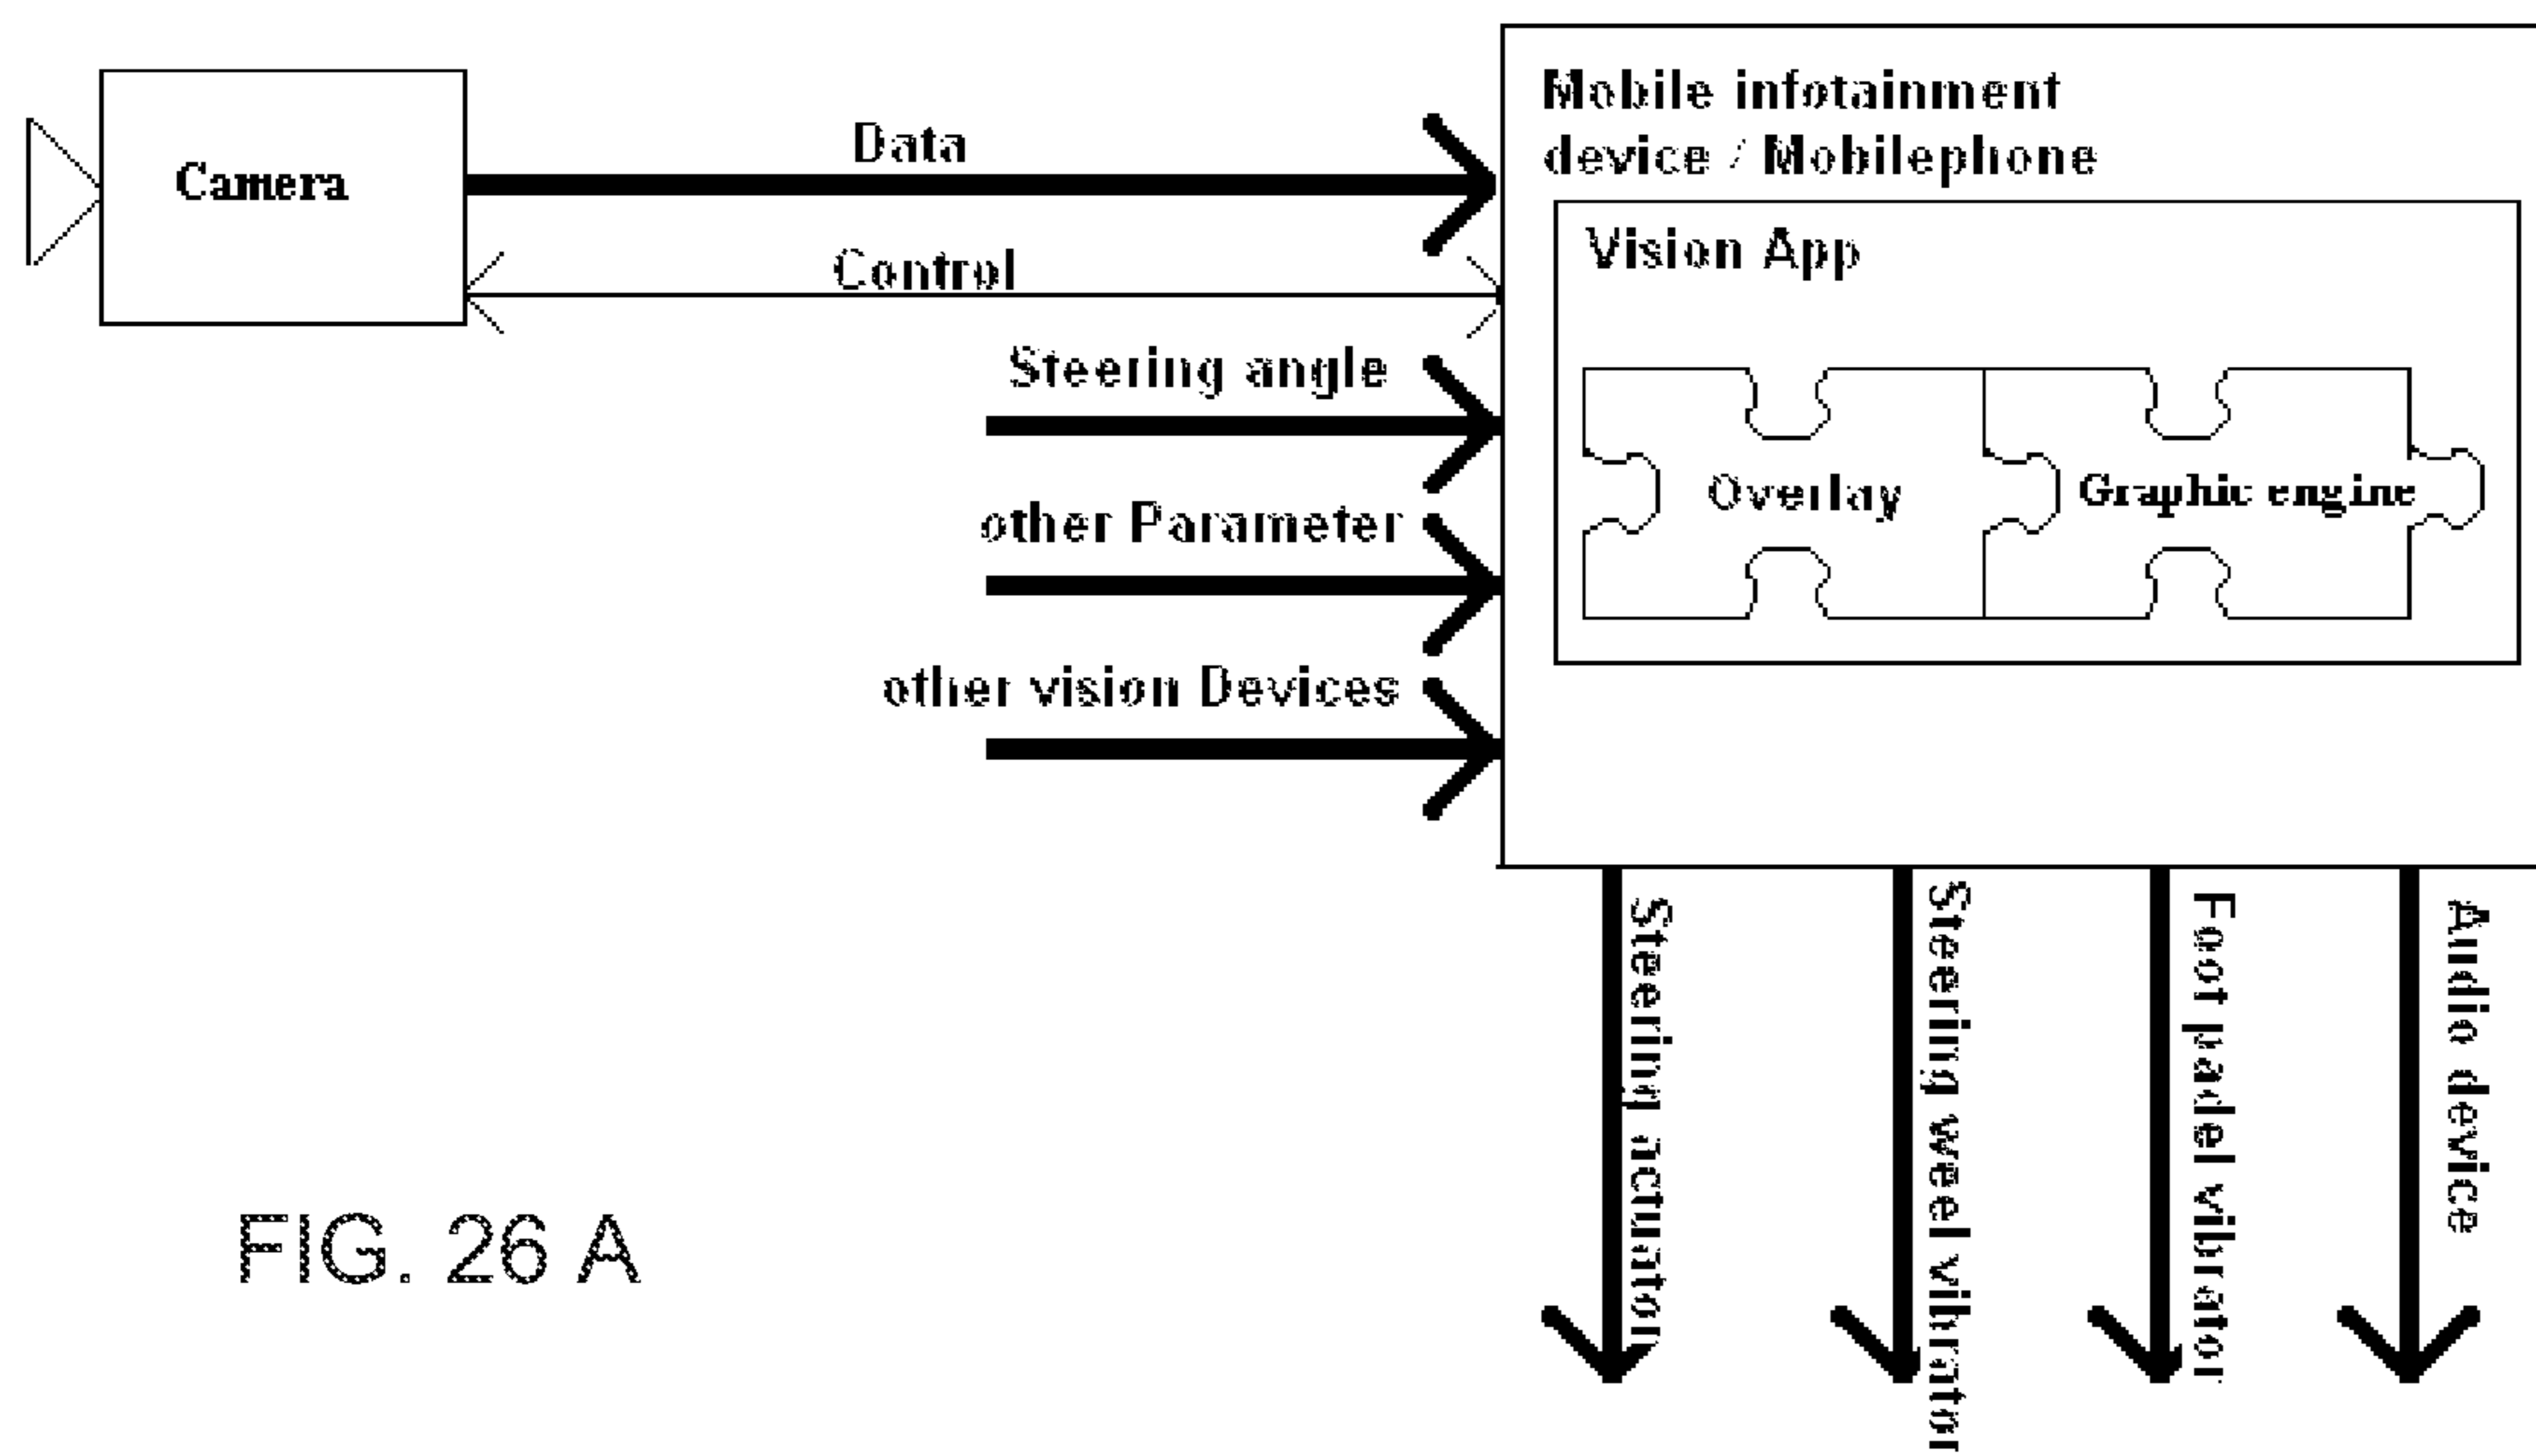 Mobile infotainment
device / Mobilephone
Data
Camera
Vision App
Control
Steering angle
Overlay
Graphic engine
other Parameter
other vision Devices
Steering actuator
Steering weel vibrator
Foot padel vibrator
Audio device
FIG. 26 A